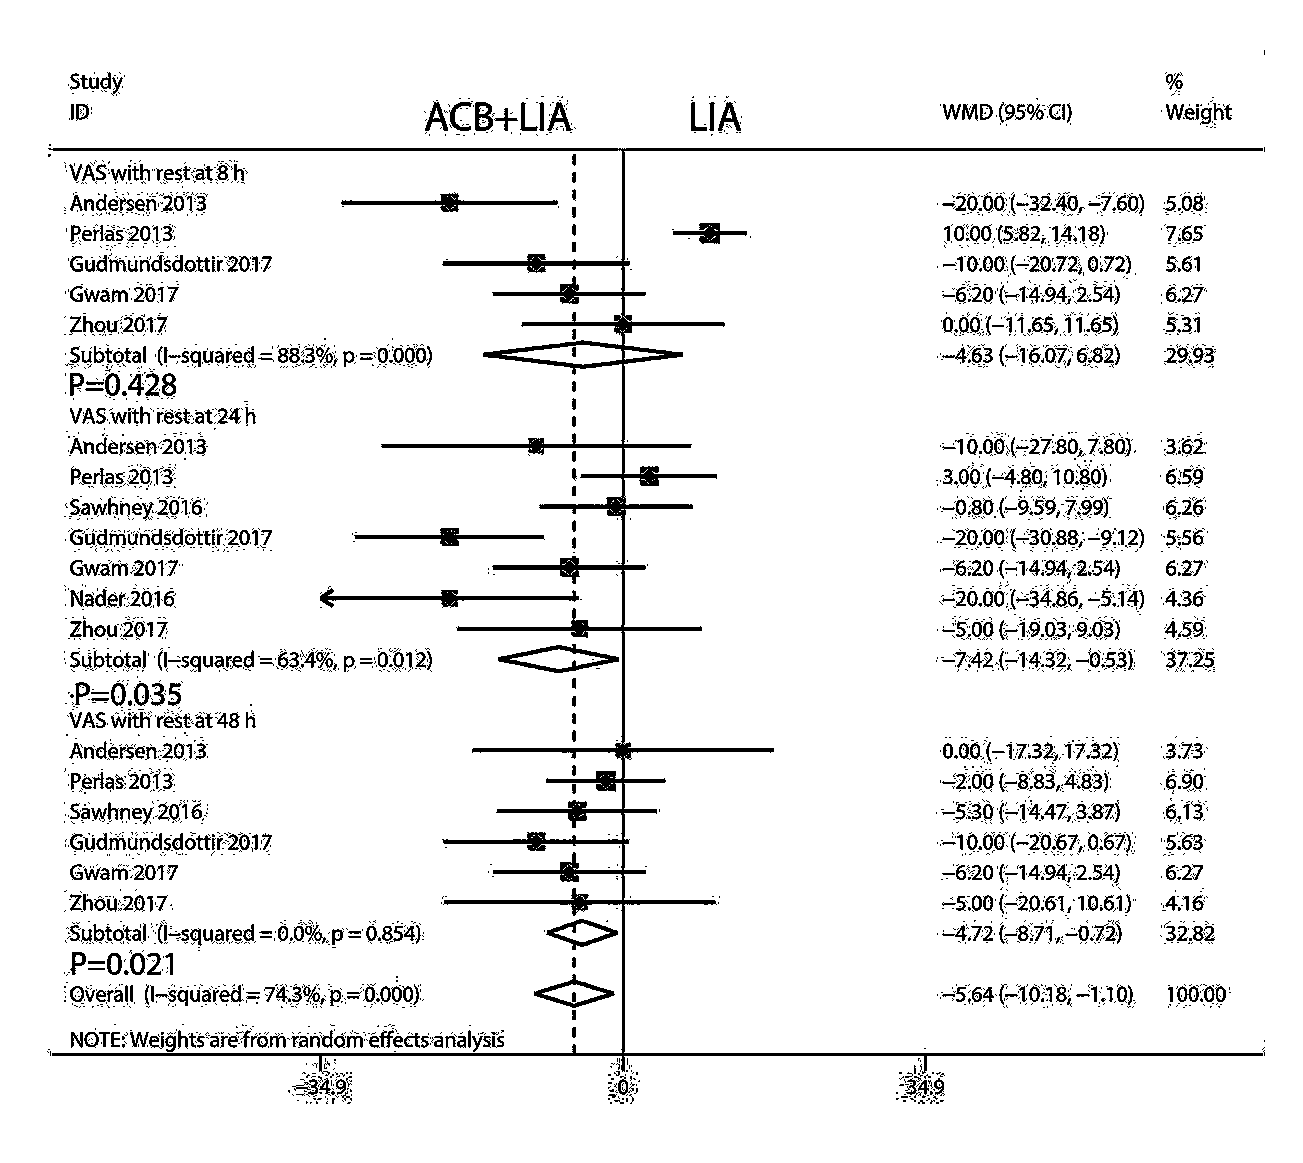 Study %
ID ACB+LIA LIA WMD (95% CI) Weight
VAS with rest at 8 h
Andersen 2013 −20.00 (−32.40, −7.60) 5.08
Perlas 2013 10.00 (5.82, 14.18) 7.65
Gudmundsdottir 2017 −10.00 (−20.72, 0.72) 5.61
Gwam 2017 −6.20 (−14.94, 2.54) 6.27
Zhou 2017 0.00 (−11.65, 11.65) 5.31
Subtotal (I−squared = 88.3%, p = 0.000) −4.63 (−16.07, 6.82) 29.93
P=0.428
VAS with rest at 24 h
Andersen 2013 −10.00 (−27.80, 7.80) 3.62
Perlas 2013 3.00 (−4.80, 10.80) 6.59
Sawhney 2016 −0.80 (−9.59, 7.99) 6.26
Gudmundsdottir 2017 −20.00 (−30.88, −9.12) 5.56
Gwam 2017 −6.20 (−14.94, 2.54) 6.27
Nader 2016 −20.00 (−34.86, −5.14) 4.36
Zhou 2017 −5.00 (−19.03, 9.03) 4.59
Subtotal (I−squared = 63.4%, p = 0.012) −7.42 (−14.32, −0.53) 37.25
P=0.035
VAS with rest at 48 h
Andersen 2013 0.00 (−17.32, 17.32) 3.73
Perlas 2013 −2.00 (−8.83, 4.83) 6.90
Sawhney 2016 −5.30 (−14.47, 3.87) 6.13
Gudmundsdottir 2017 −10.00 (−20.67, 0.67) 5.63
Gwam 2017 −6.20 (−14.94, 2.54) 6.27
Zhou 2017 −5.00 (−20.61, 10.61) 4.16
Subtotal (I−squared = 0.0%, p = 0.854) −4.72 (−8.71, −0.72) 32.82
P=0.021
Overall (I−squared = 74.3%, p = 0.000) −5.64 (−10.18, −1.10) 100.00
NOTE: Weights are from random effects analysis
−34.9 0 34.9